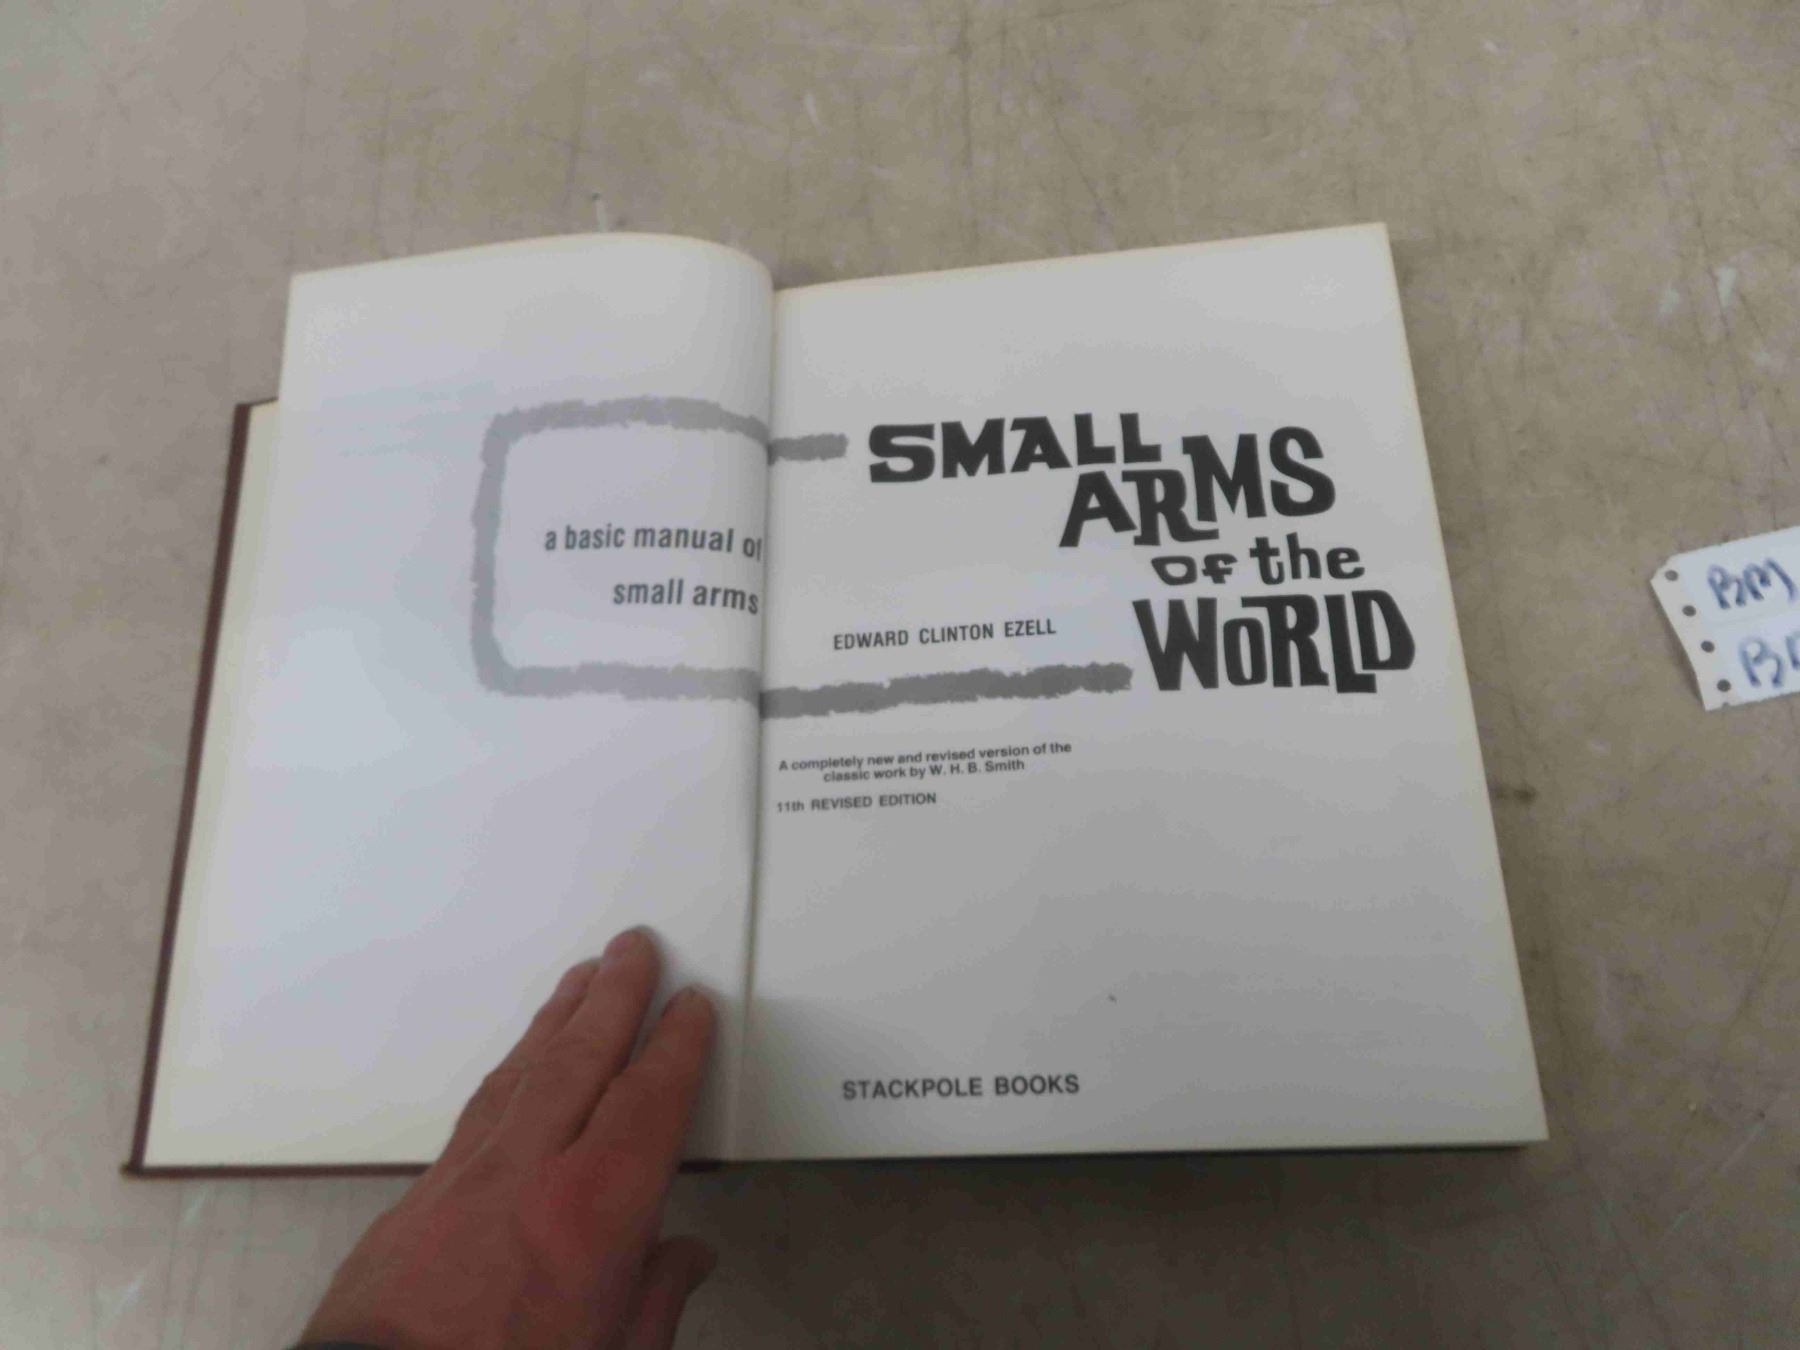 a basic manual of
small arms
SMALL
ARMS
of the
WORLD
EDWARD CLINTON EZELL
A completely new and revised version of the
classic work by W. H. B. Smith
11th REVISED EDITION
STACKPOLE BOOKS
BM